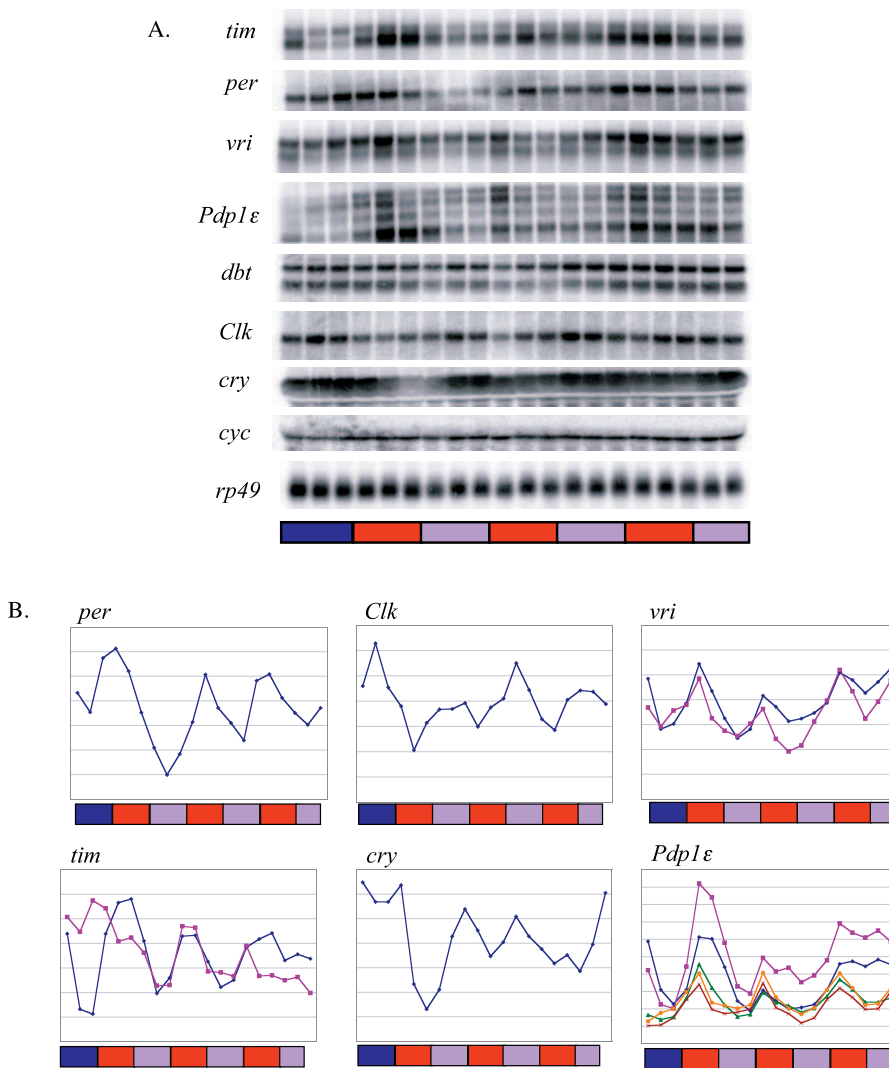 A.
tim
per
vri
Pdp1ε
dbt
Clk
cry
cyc
rp49
B.
per
Clk
vri
tim
cry
Pdp1ε